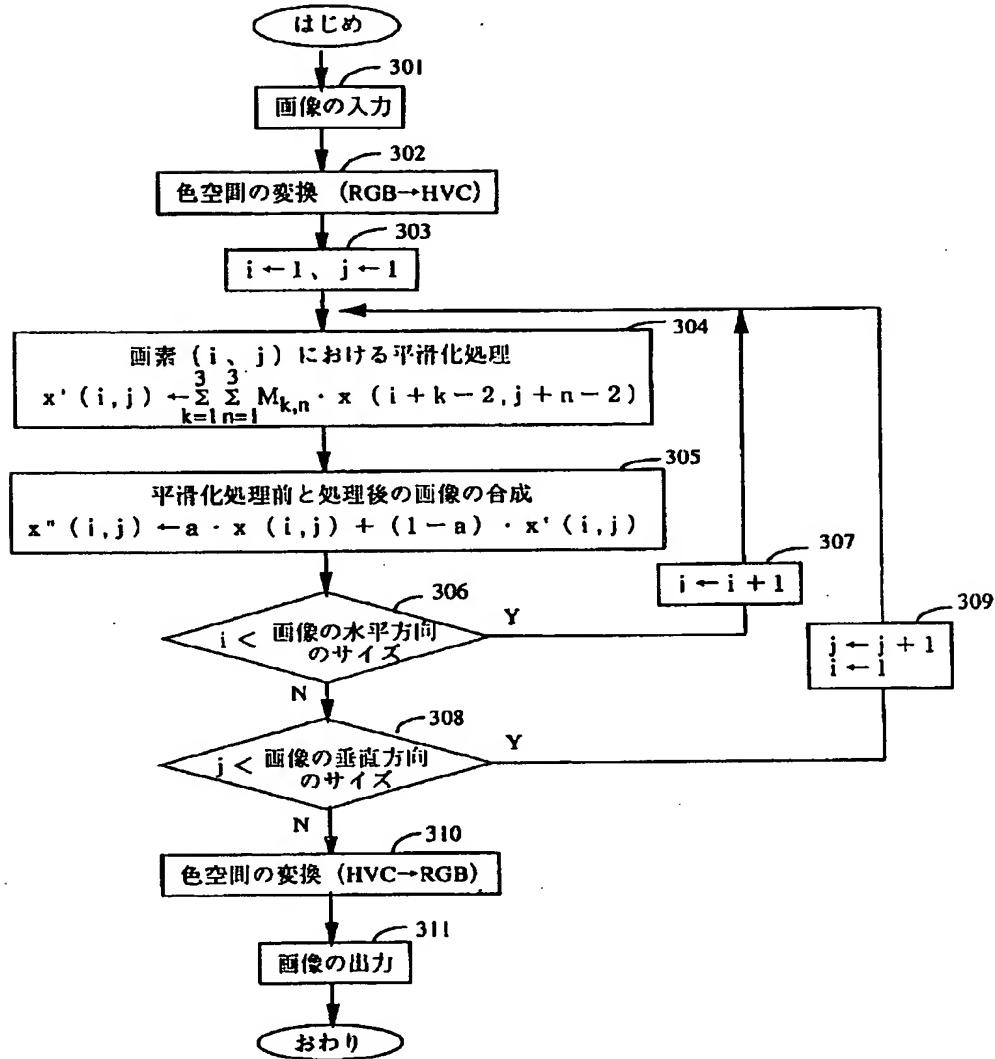 はじめ
301
画像の入力
302
色空間の変換 (RGB→HVC)
303
i ← 1 、 j ← 1
304
画素 (i、j) における平滑化処理
x' (i,j) ← 3Σk=1 3Σn=1 Mk,n · x (i+k−2,j+n−2)
305
平滑化処理前と処理後の画像の合成
x" (i,j) ← a · x (i,j) + (1−a) · x' (i,j)
306
i < 画像の水平方向
のサイズ
Y
307
i ← i + 1
N
308
j < 画像の垂直方向
のサイズ
Y
309
j ← j + 1
i ← 1
N
310
色空間の変換 (HVC→RGB)
311
画像の出力
おわり